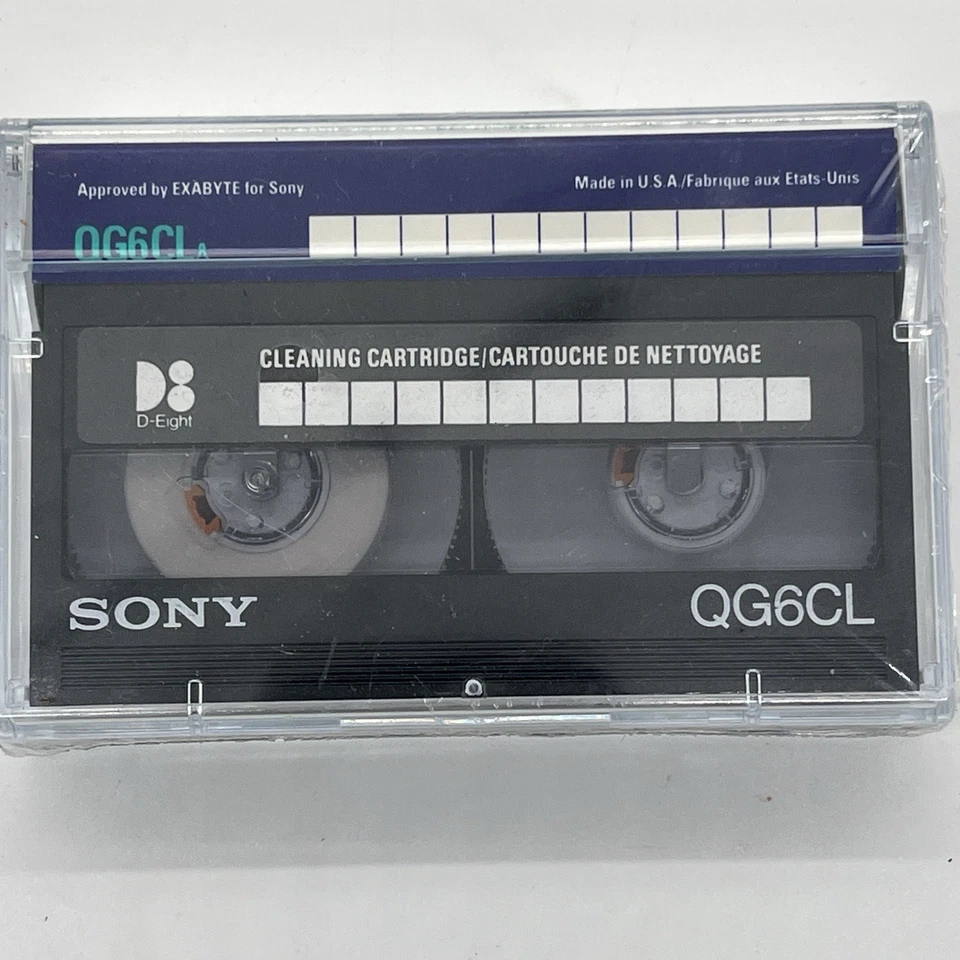 Approved by EXABYTE for Sony
Made in U.S.A./Fabrique aux Etats-Unis
QG6CL A
CLEANING CARTRIDGE/CARTOUCHE DE NETTOYAGE
D8
D-Eight
SONY
QG6CL